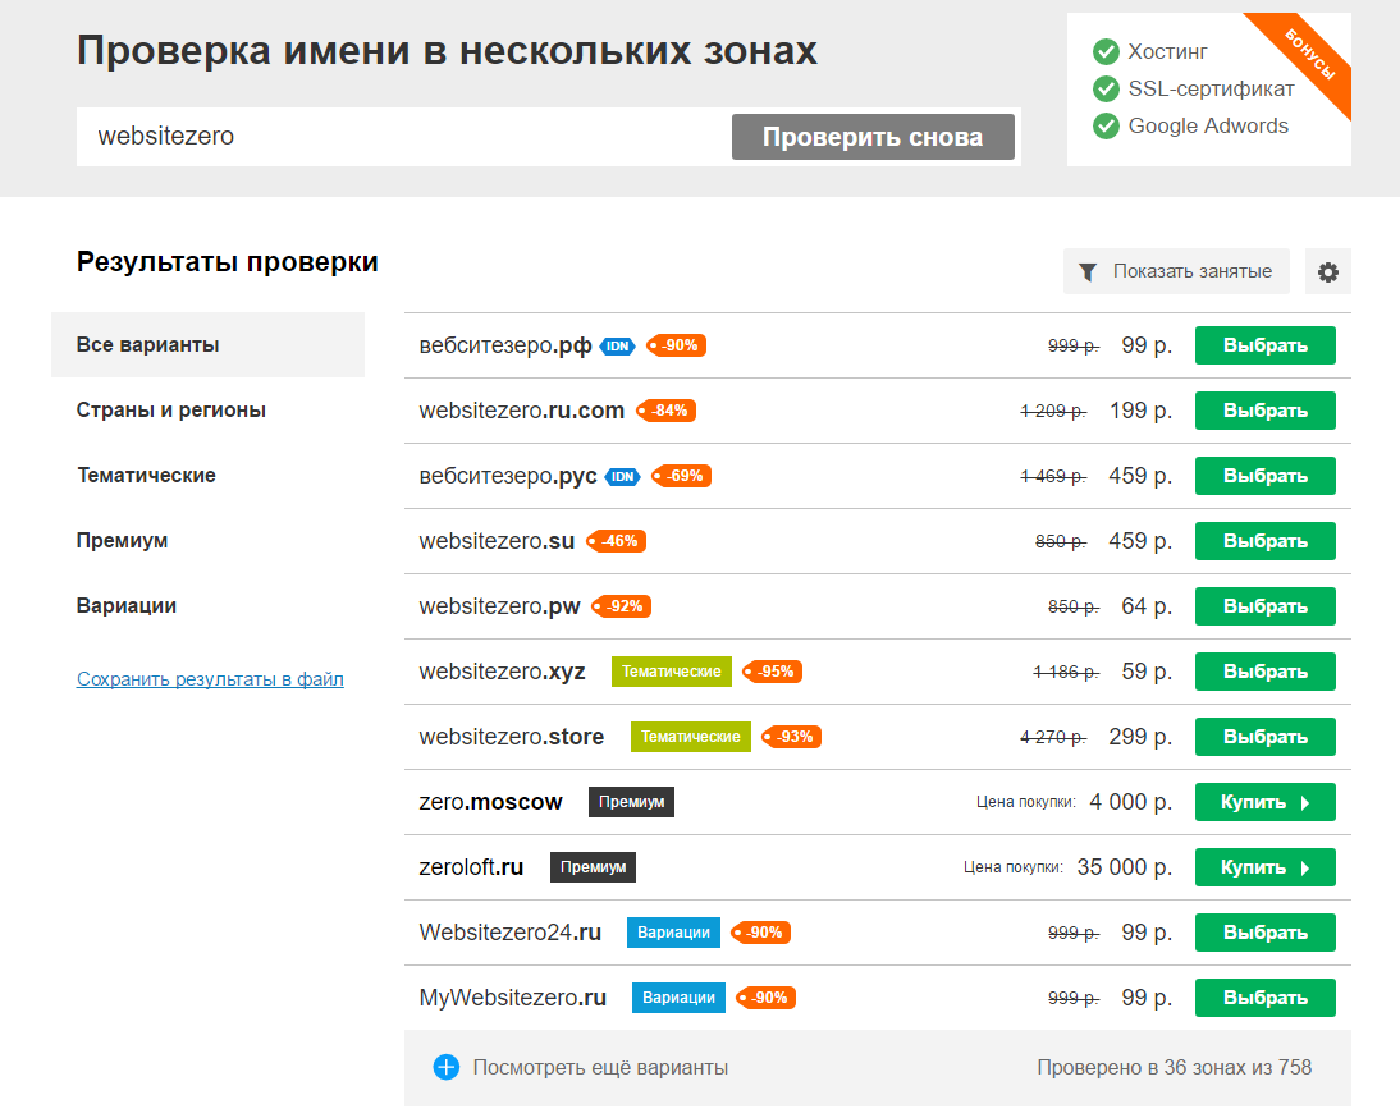 Проверка имени в нескольких зонах
websitezero
Проверить снова
Хостинг
SSL-сертификат
Google Adwords
БОНУСЫ
Результаты проверки
Показать занятые
Все варианты
Страны и регионы
Тематические
Премиум
Вариации
Сохранить результаты в файл
вебситезеро.рф IDN -90% 999 р. 99 р. Выбрать
websitezero.ru.com -84% 1 209 р. 199 р. Выбрать
вебситезеро.рус IDN -69% 1 469 р. 459 р. Выбрать
websitezero.su -46% 850 р. 459 р. Выбрать
websitezero.pw -92% 850 р. 64 р. Выбрать
websitezero.xyz Тематические -95% 1 186 р. 59 р. Выбрать
websitezero.store Тематические -93% 4 270 р. 299 р. Выбрать
zero.moscow Премиум Цена покупки: 4 000 р. Купить
zeroloft.ru Премиум Цена покупки: 35 000 р. Купить
Websitezero24.ru Вариации -90% 999 р. 99 р. Выбрать
MyWebsitezero.ru Вариации -90% 999 р. 99 р. Выбрать
Посмотреть ещё варианты
Проверено в 36 зонах из 758